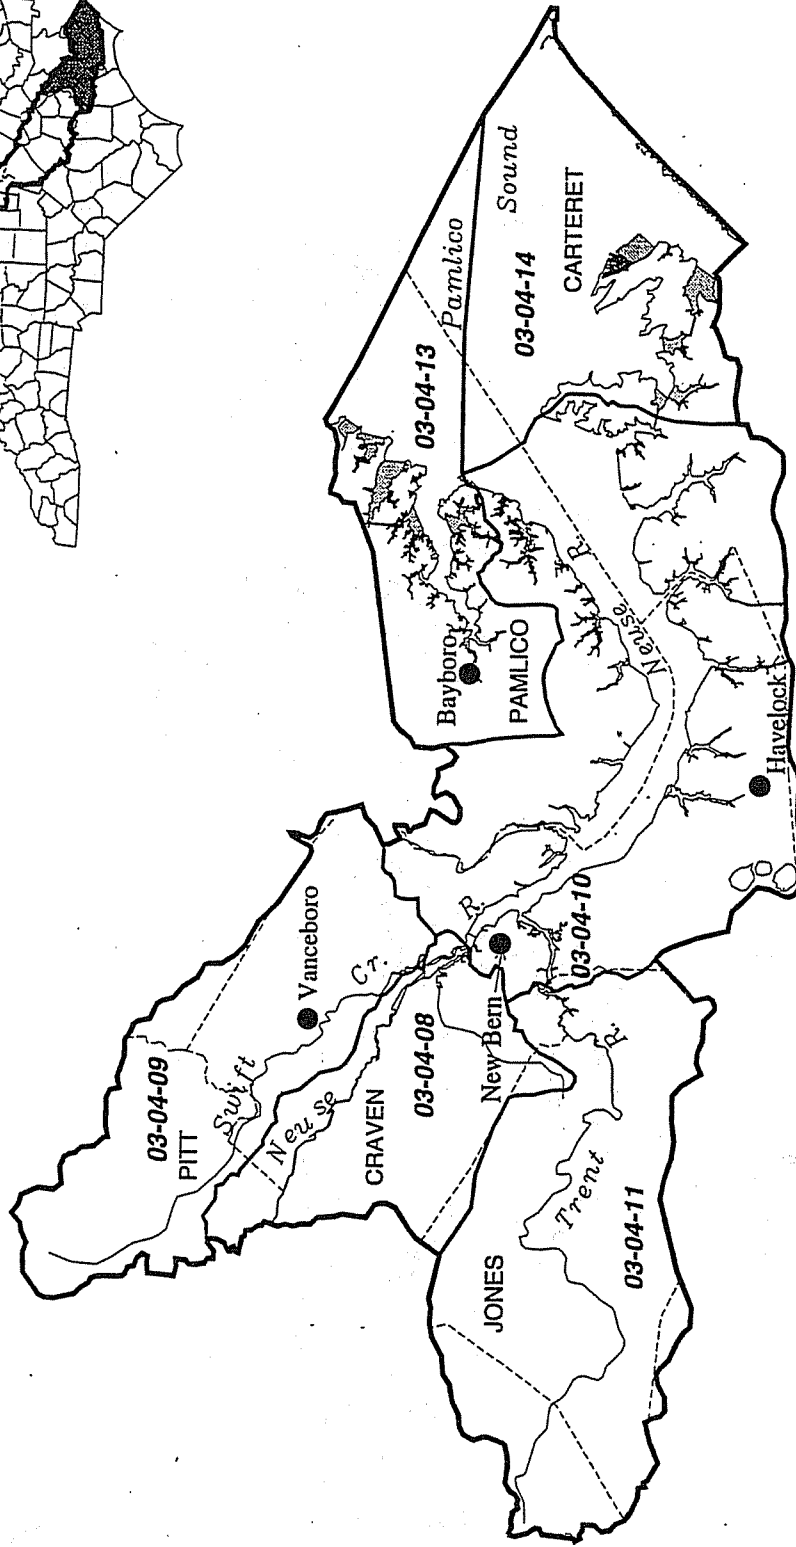 03-04-09
PITT
Swift
Cr.
Vanceboro
Neuse
R.
CRAVEN
03-04-08
New Bern
03-04-10
JONES
Trent
R.
03-04-11
Bayboro
PAMLICO
03-04-13
Pamlico
Sound
03-04-14
CARTERET
Neuse
R.
Havelock